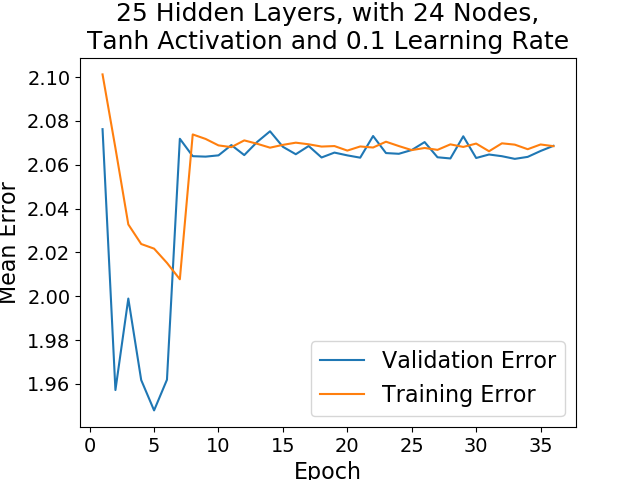 25 Hidden Layers, with 24 Nodes,
Tanh Activation and 0.1 Learning Rate
Mean Error
2.10
2.08
2.06
2.04
2.02
2.00
1.98
1.96
Validation Error
Training Error
0 5 10 15 20 25 30 35
Epoch